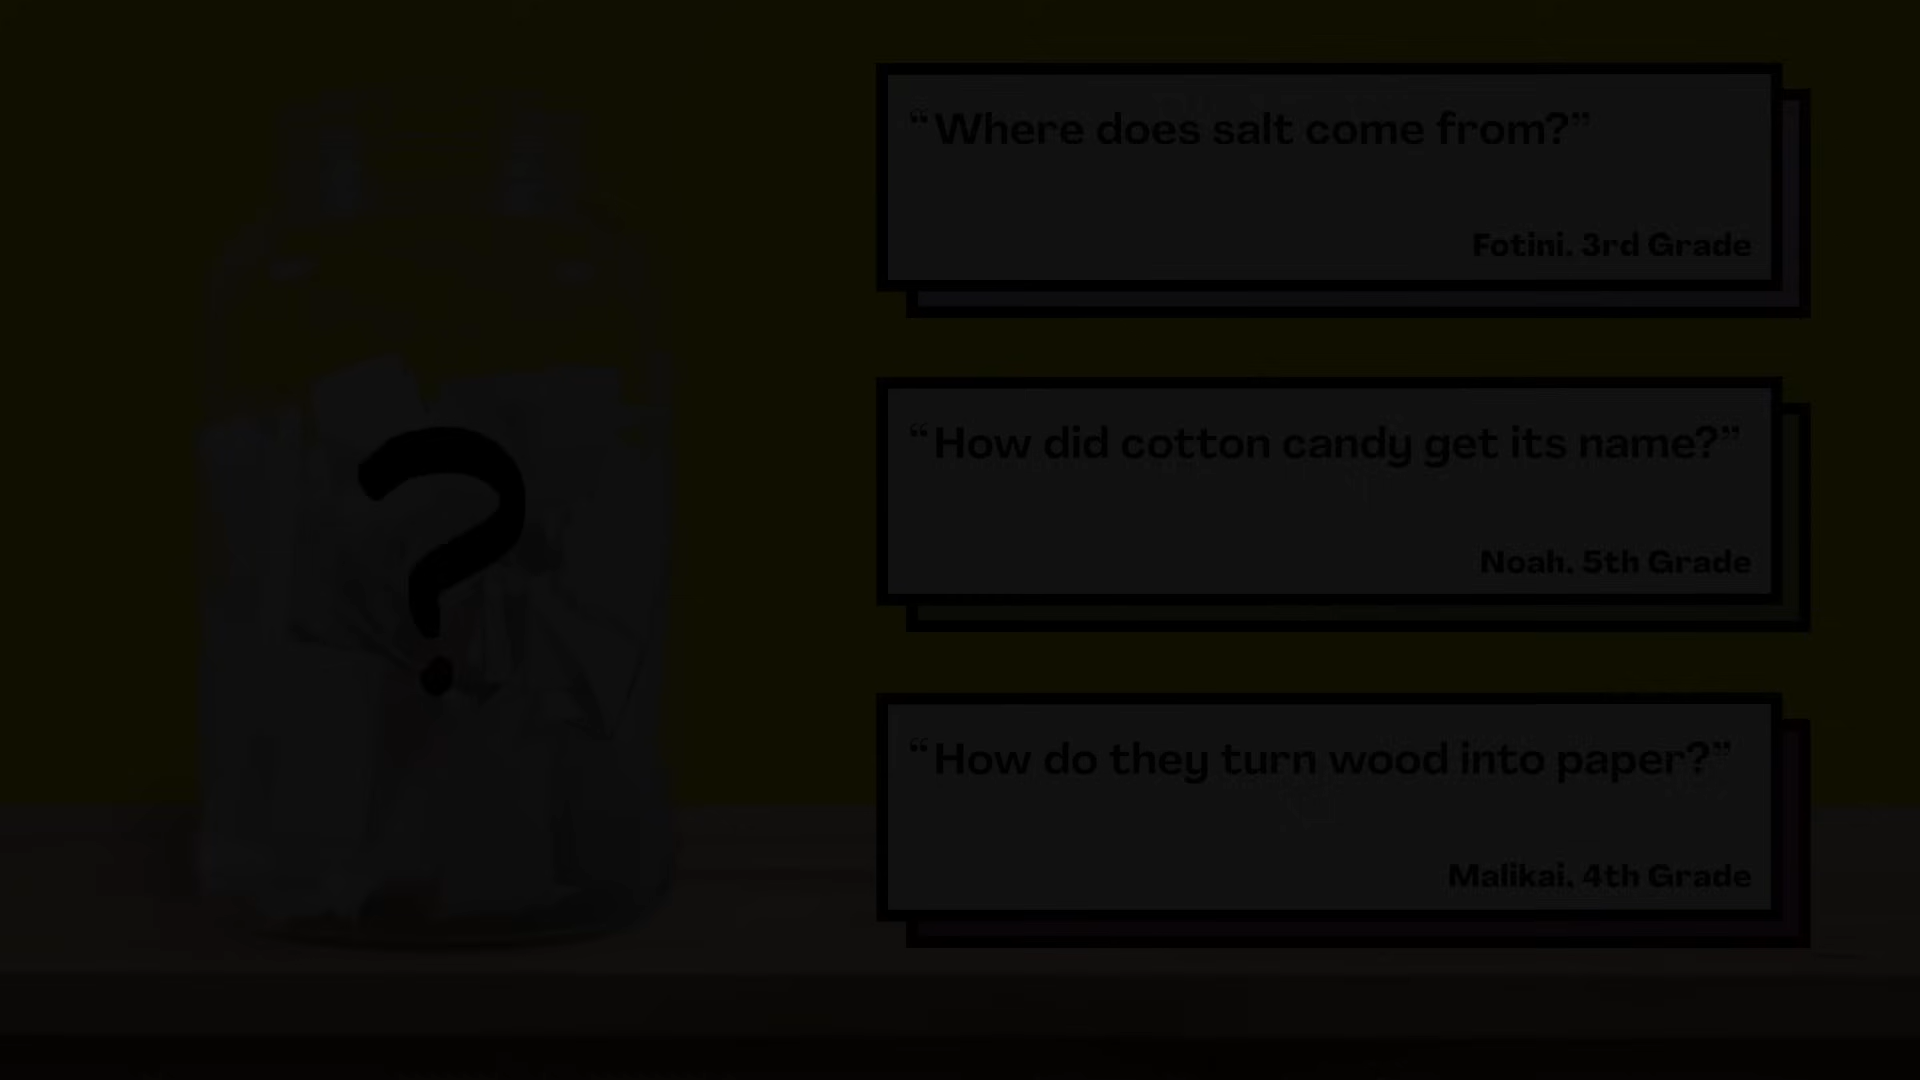 ?
“Where does salt come from?”
Fotini. 3rd Grade
“How did cotton candy get its name?”
Noah. 5th Grade
“How do they turn wood into paper?”
Malikai. 4th Grade